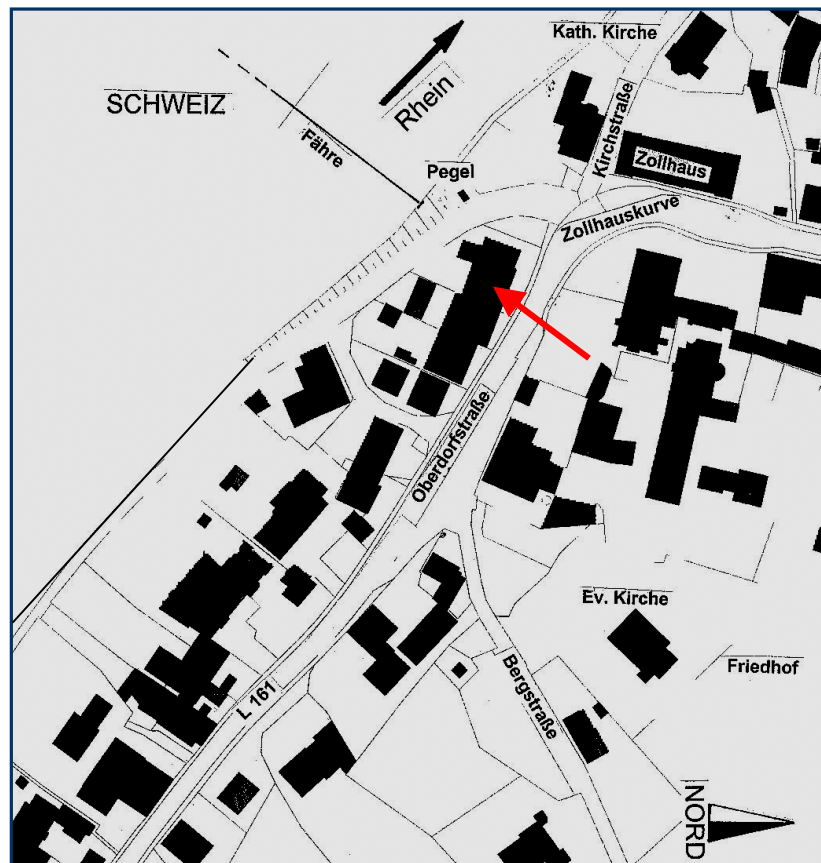 Kath. Kirche
SCHWEIZ
Rhein
Fähre
Kirchstraße
Pegel
Zollhaus
Zollhauskurve
Oberdorfstraße
Ev. Kirche
Friedhof
Bergstraße
L 161
NORD